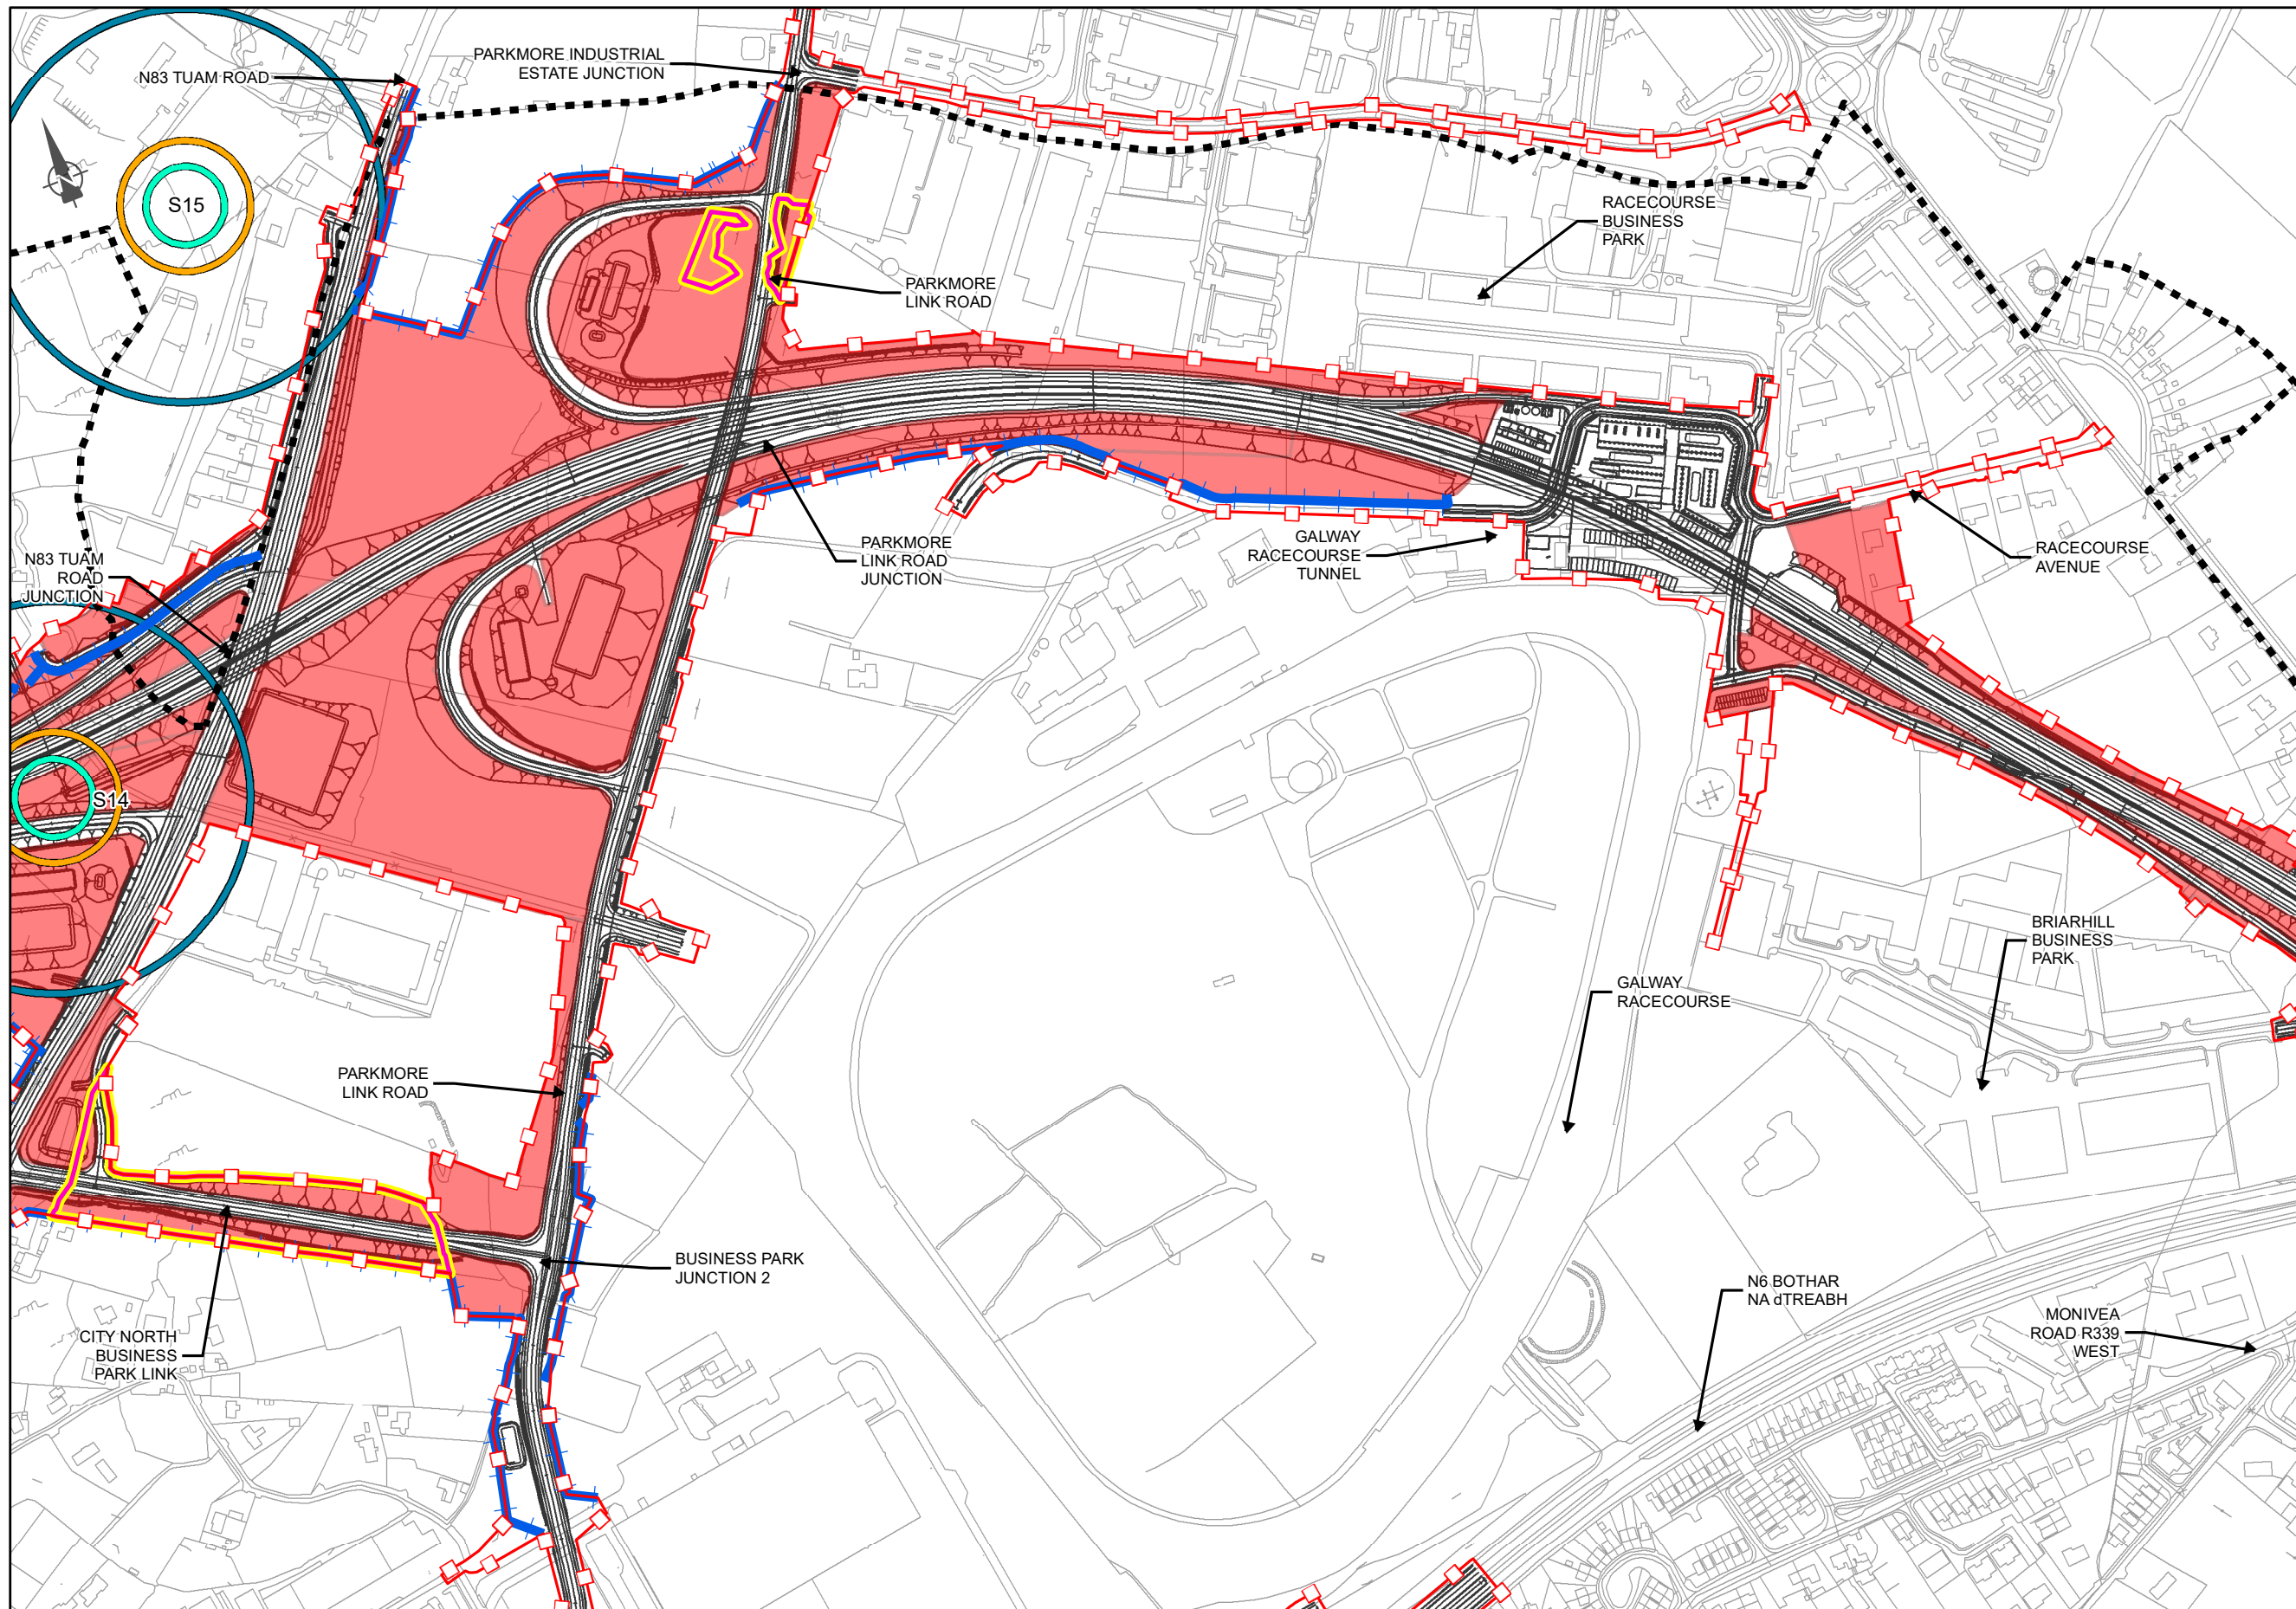 PARKMORE INDUSTRIAL
ESTATE JUNCTION
N83 TUAM ROAD
S15
RACECOURSE
BUSINESS
PARK
PARKMORE
LINK ROAD
N83 TUAM
ROAD
JUNCTION
PARKMORE
LINK ROAD
JUNCTION
GALWAY
RACECOURSE
TUNNEL
RACECOURSE
AVENUE
S14
BRIARHILL
BUSINESS
PARK
GALWAY
RACECOURSE
PARKMORE
LINK ROAD
BUSINESS PARK
JUNCTION 2
N6 BOTHAR
NA dTREABH
MONIVEA
ROAD R339
WEST
CITY NORTH
BUSINESS
PARK LINK